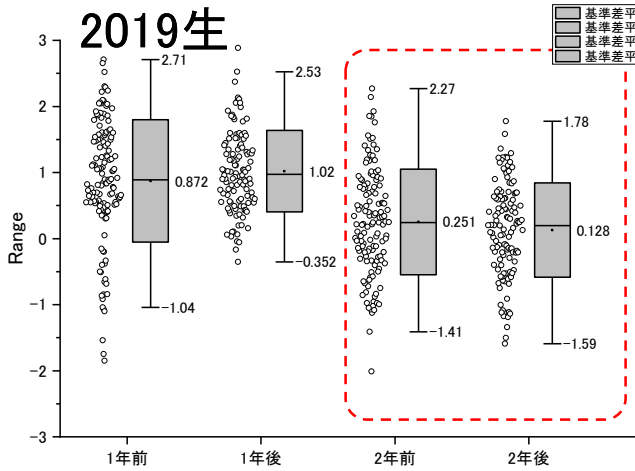 2019生
基準差平
基準差平
基準差平
基準差平
Range
3
2
1
0
-1
-2
-3
2.71
0.872
-1.04
2.53
1.02
-0.352
2.27
0.251
-1.41
1.78
0.128
-1.59
1年前
1年後
2年前
2年後